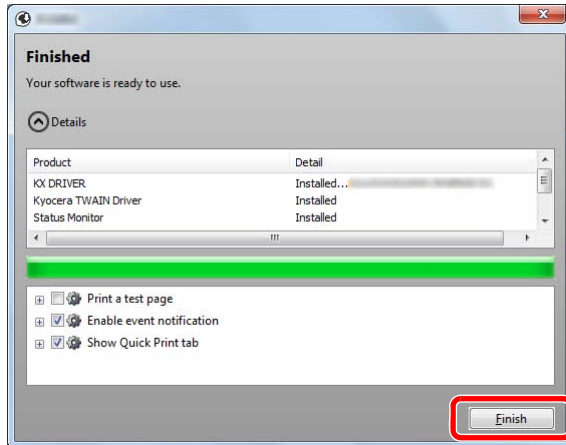 Finished
Your software is ready to use.
Details
Product Detail
KX DRIVER Installed...
Kyocera TWAIN Driver Installed
Status Monitor Installed
Print a test page
Enable event notification
Show Quick Print tab
Finish